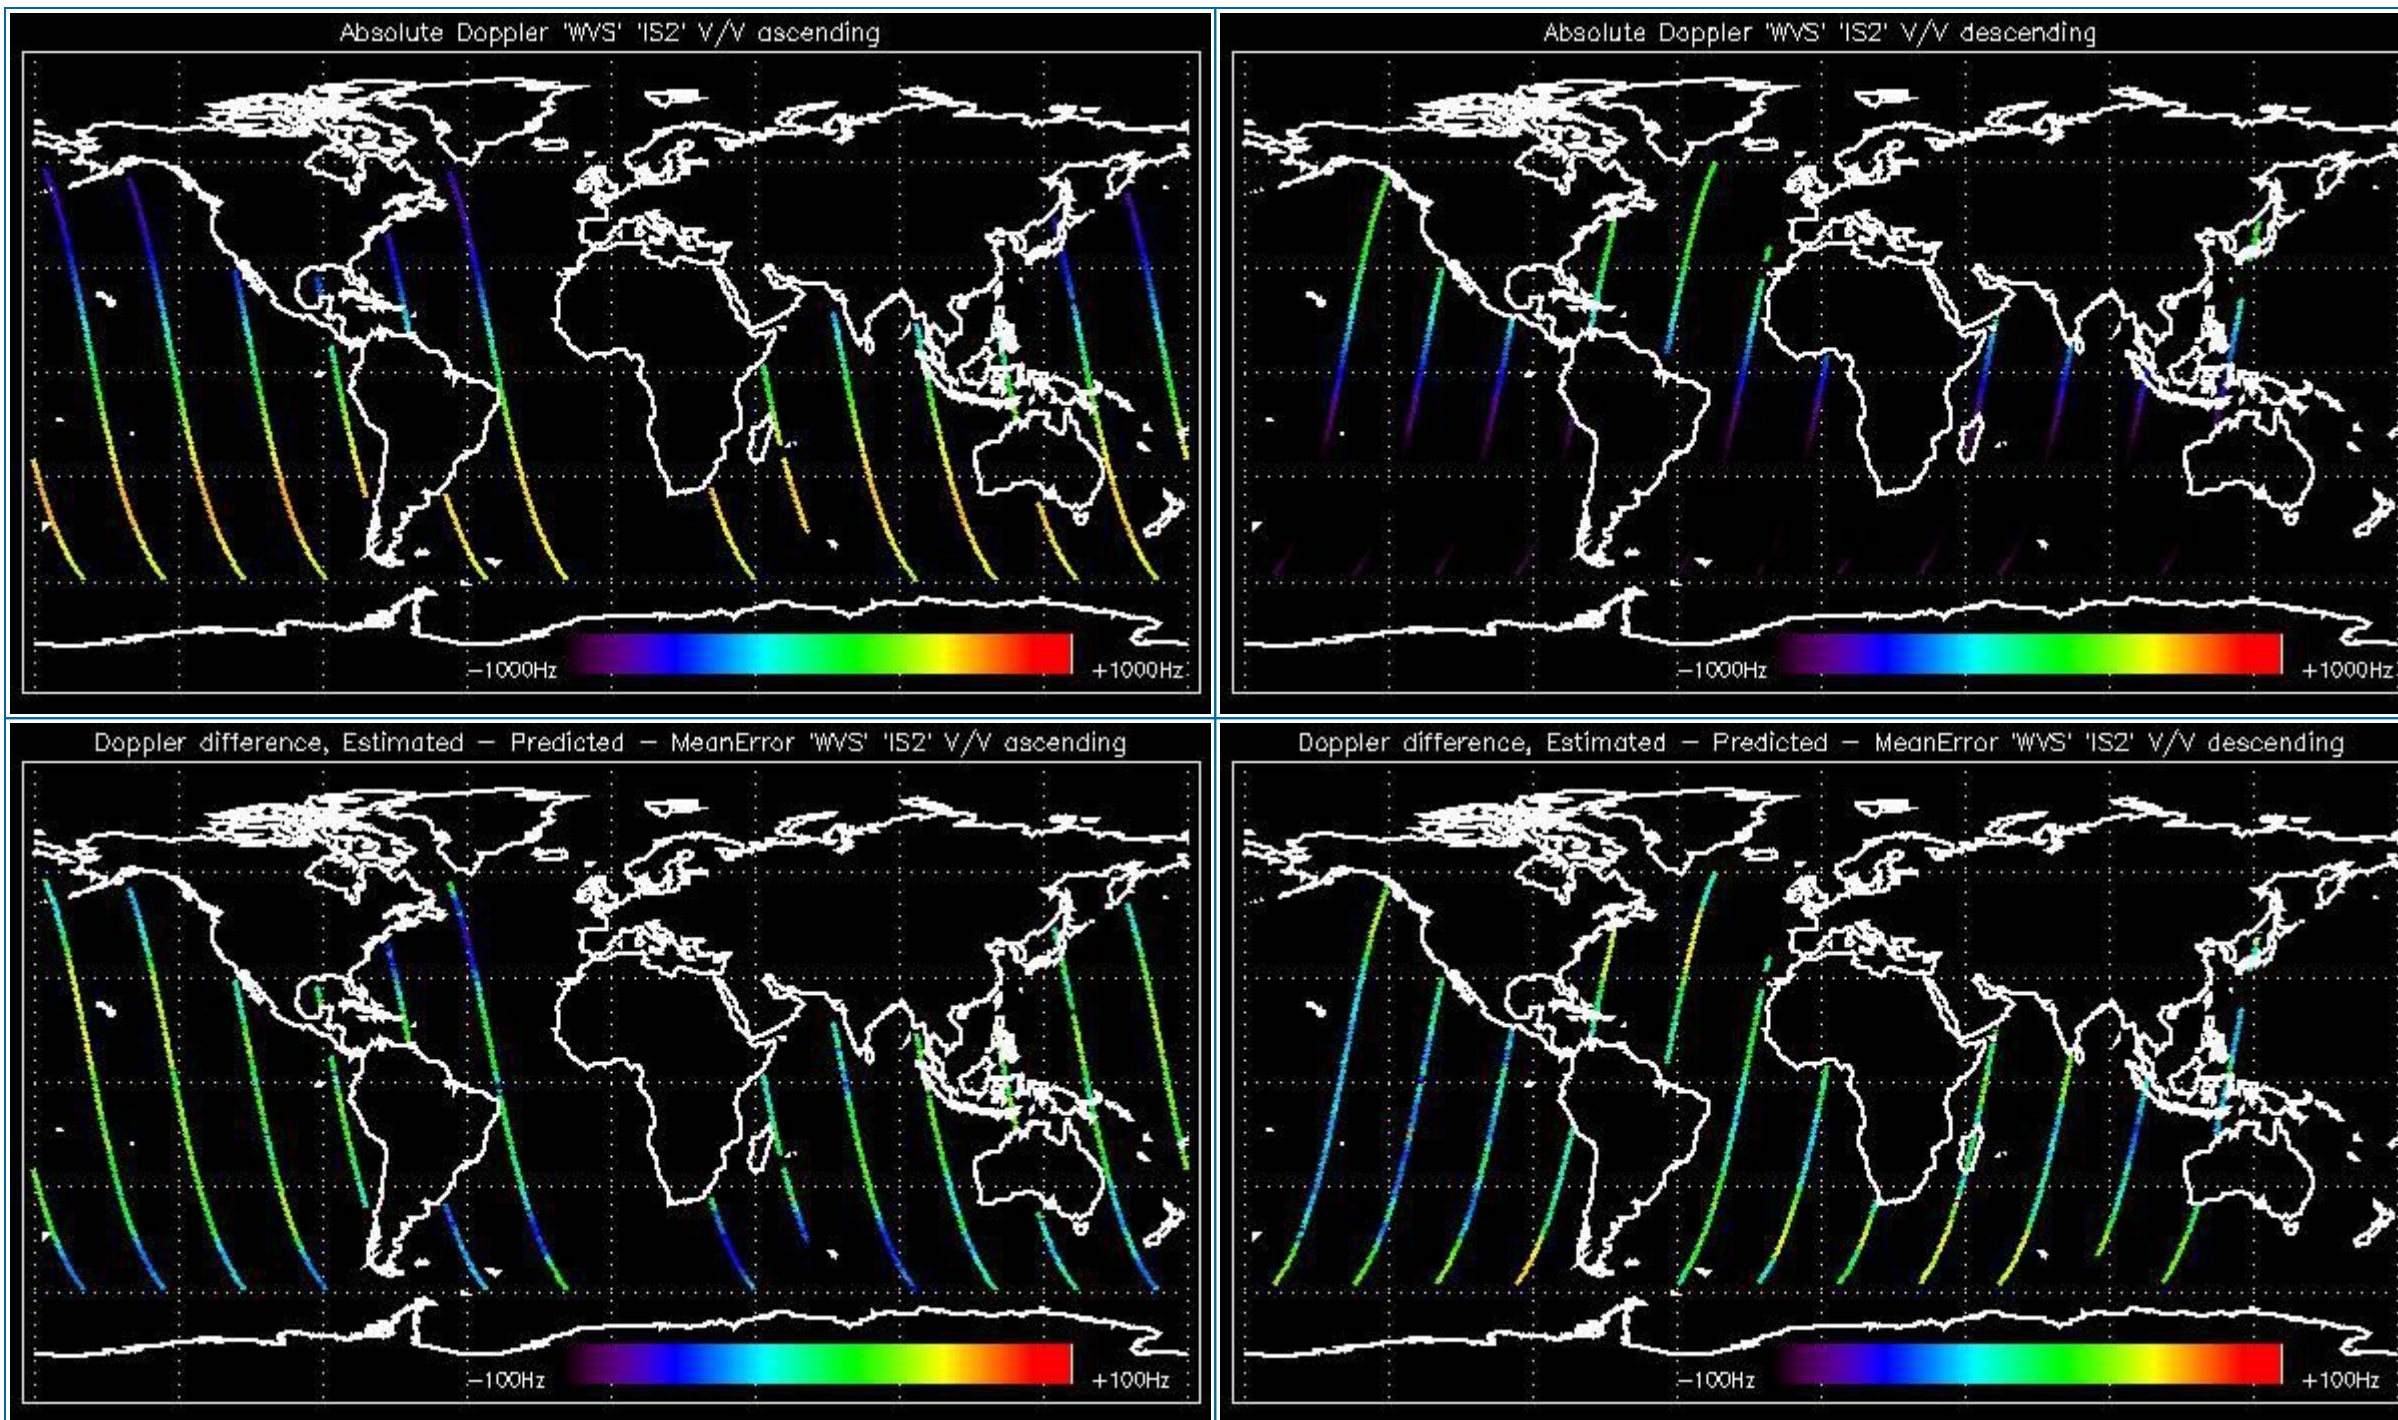 Absolute Doppler 'WVS' 'IS2' V/V ascending
-1000Hz
+1000Hz
Absolute Doppler 'WVS' 'IS2' V/V descending
-1000Hz
+1000Hz
Doppler difference, Estimated - Predicted - MeanError 'WVS' 'IS2' V/V ascending
-100Hz
+100Hz
Doppler difference, Estimated - Predicted - MeanError 'WVS' 'IS2' V/V descending
-100Hz
+100Hz